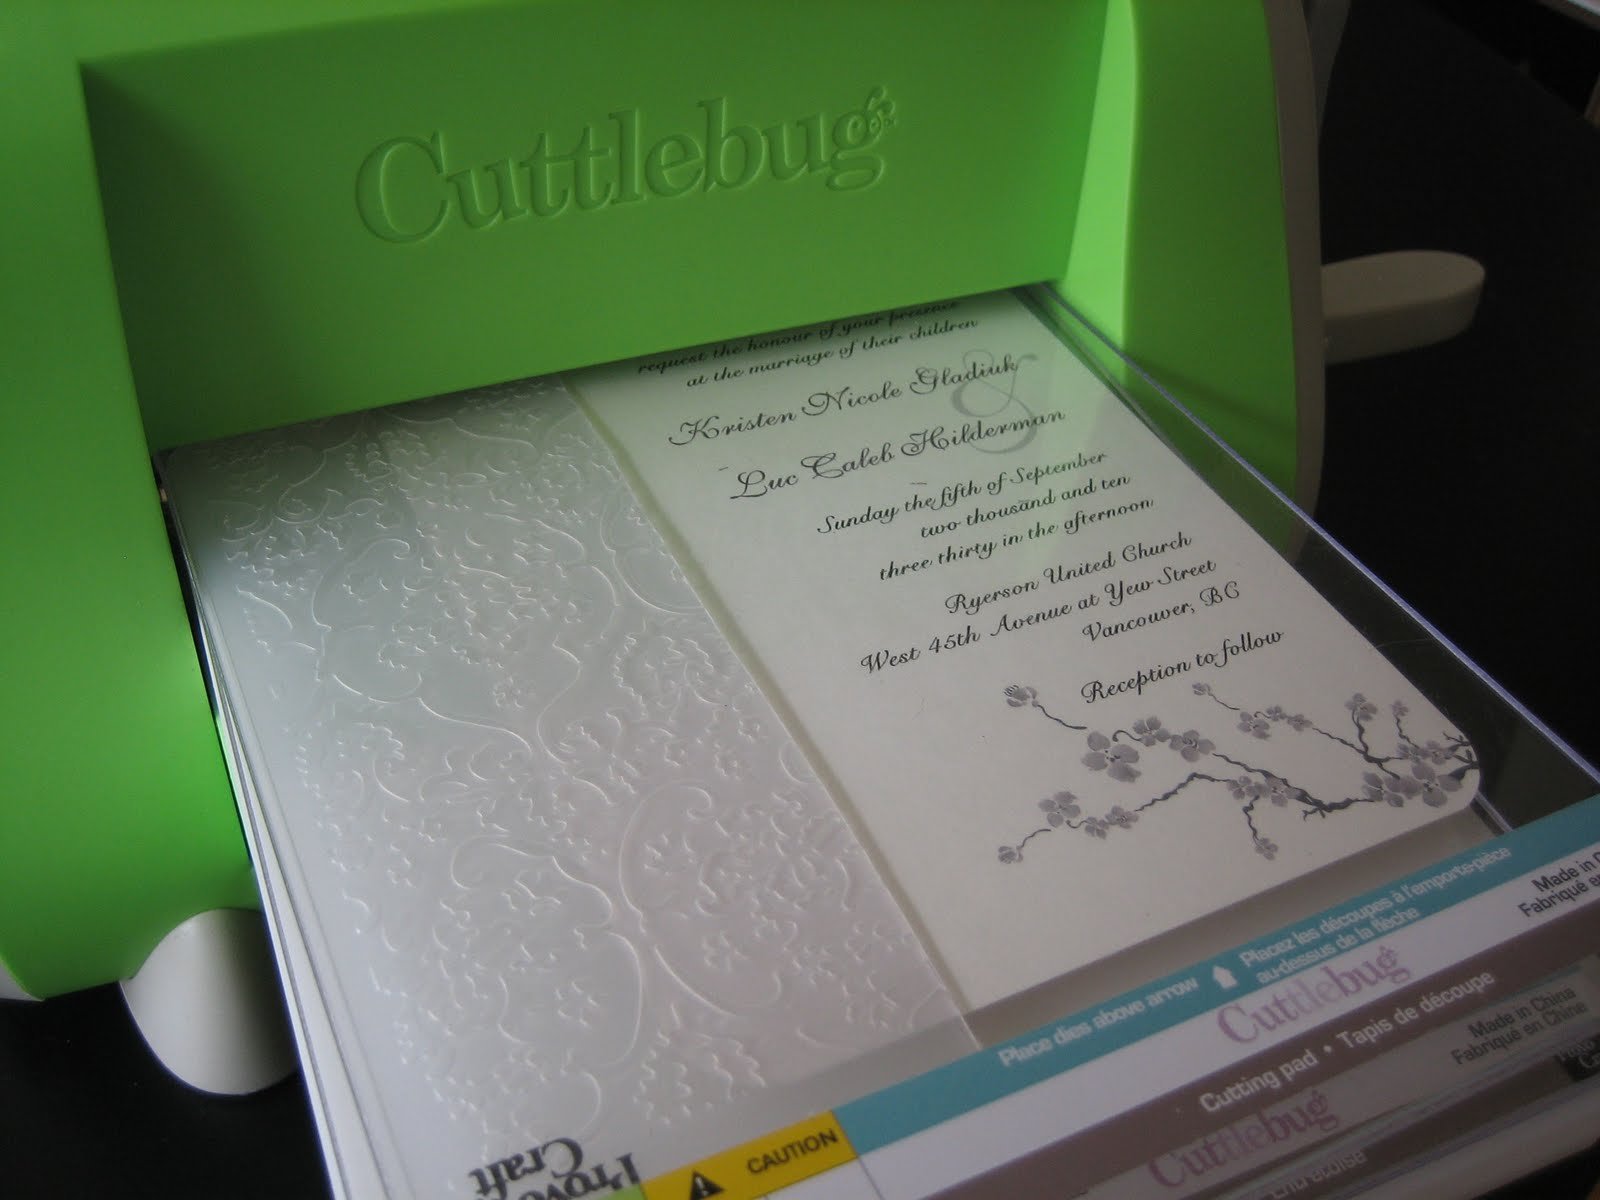 Cuttlebug
request the honour of your presence
at the marriage of their children
Kristen Nicole Gladiuk
&
Luc Caleb Hilderman
Sunday the fifth of September
two thousand and ten
three thirty in the afternoon
Ryerson United Church
West 45th Avenue at Yew Street
Vancouver, BC
Reception to follow
Place dies above arrow
Placez les découpes à l'emporte-pièce
au-dessus de la flèche
Made in
Fabriqué en
Cuttlebug
Cutting pad • Tapis de découpe
Made in China
Fabriqué en Chine
Cuttlebug
CAUTION
Provo
Craft